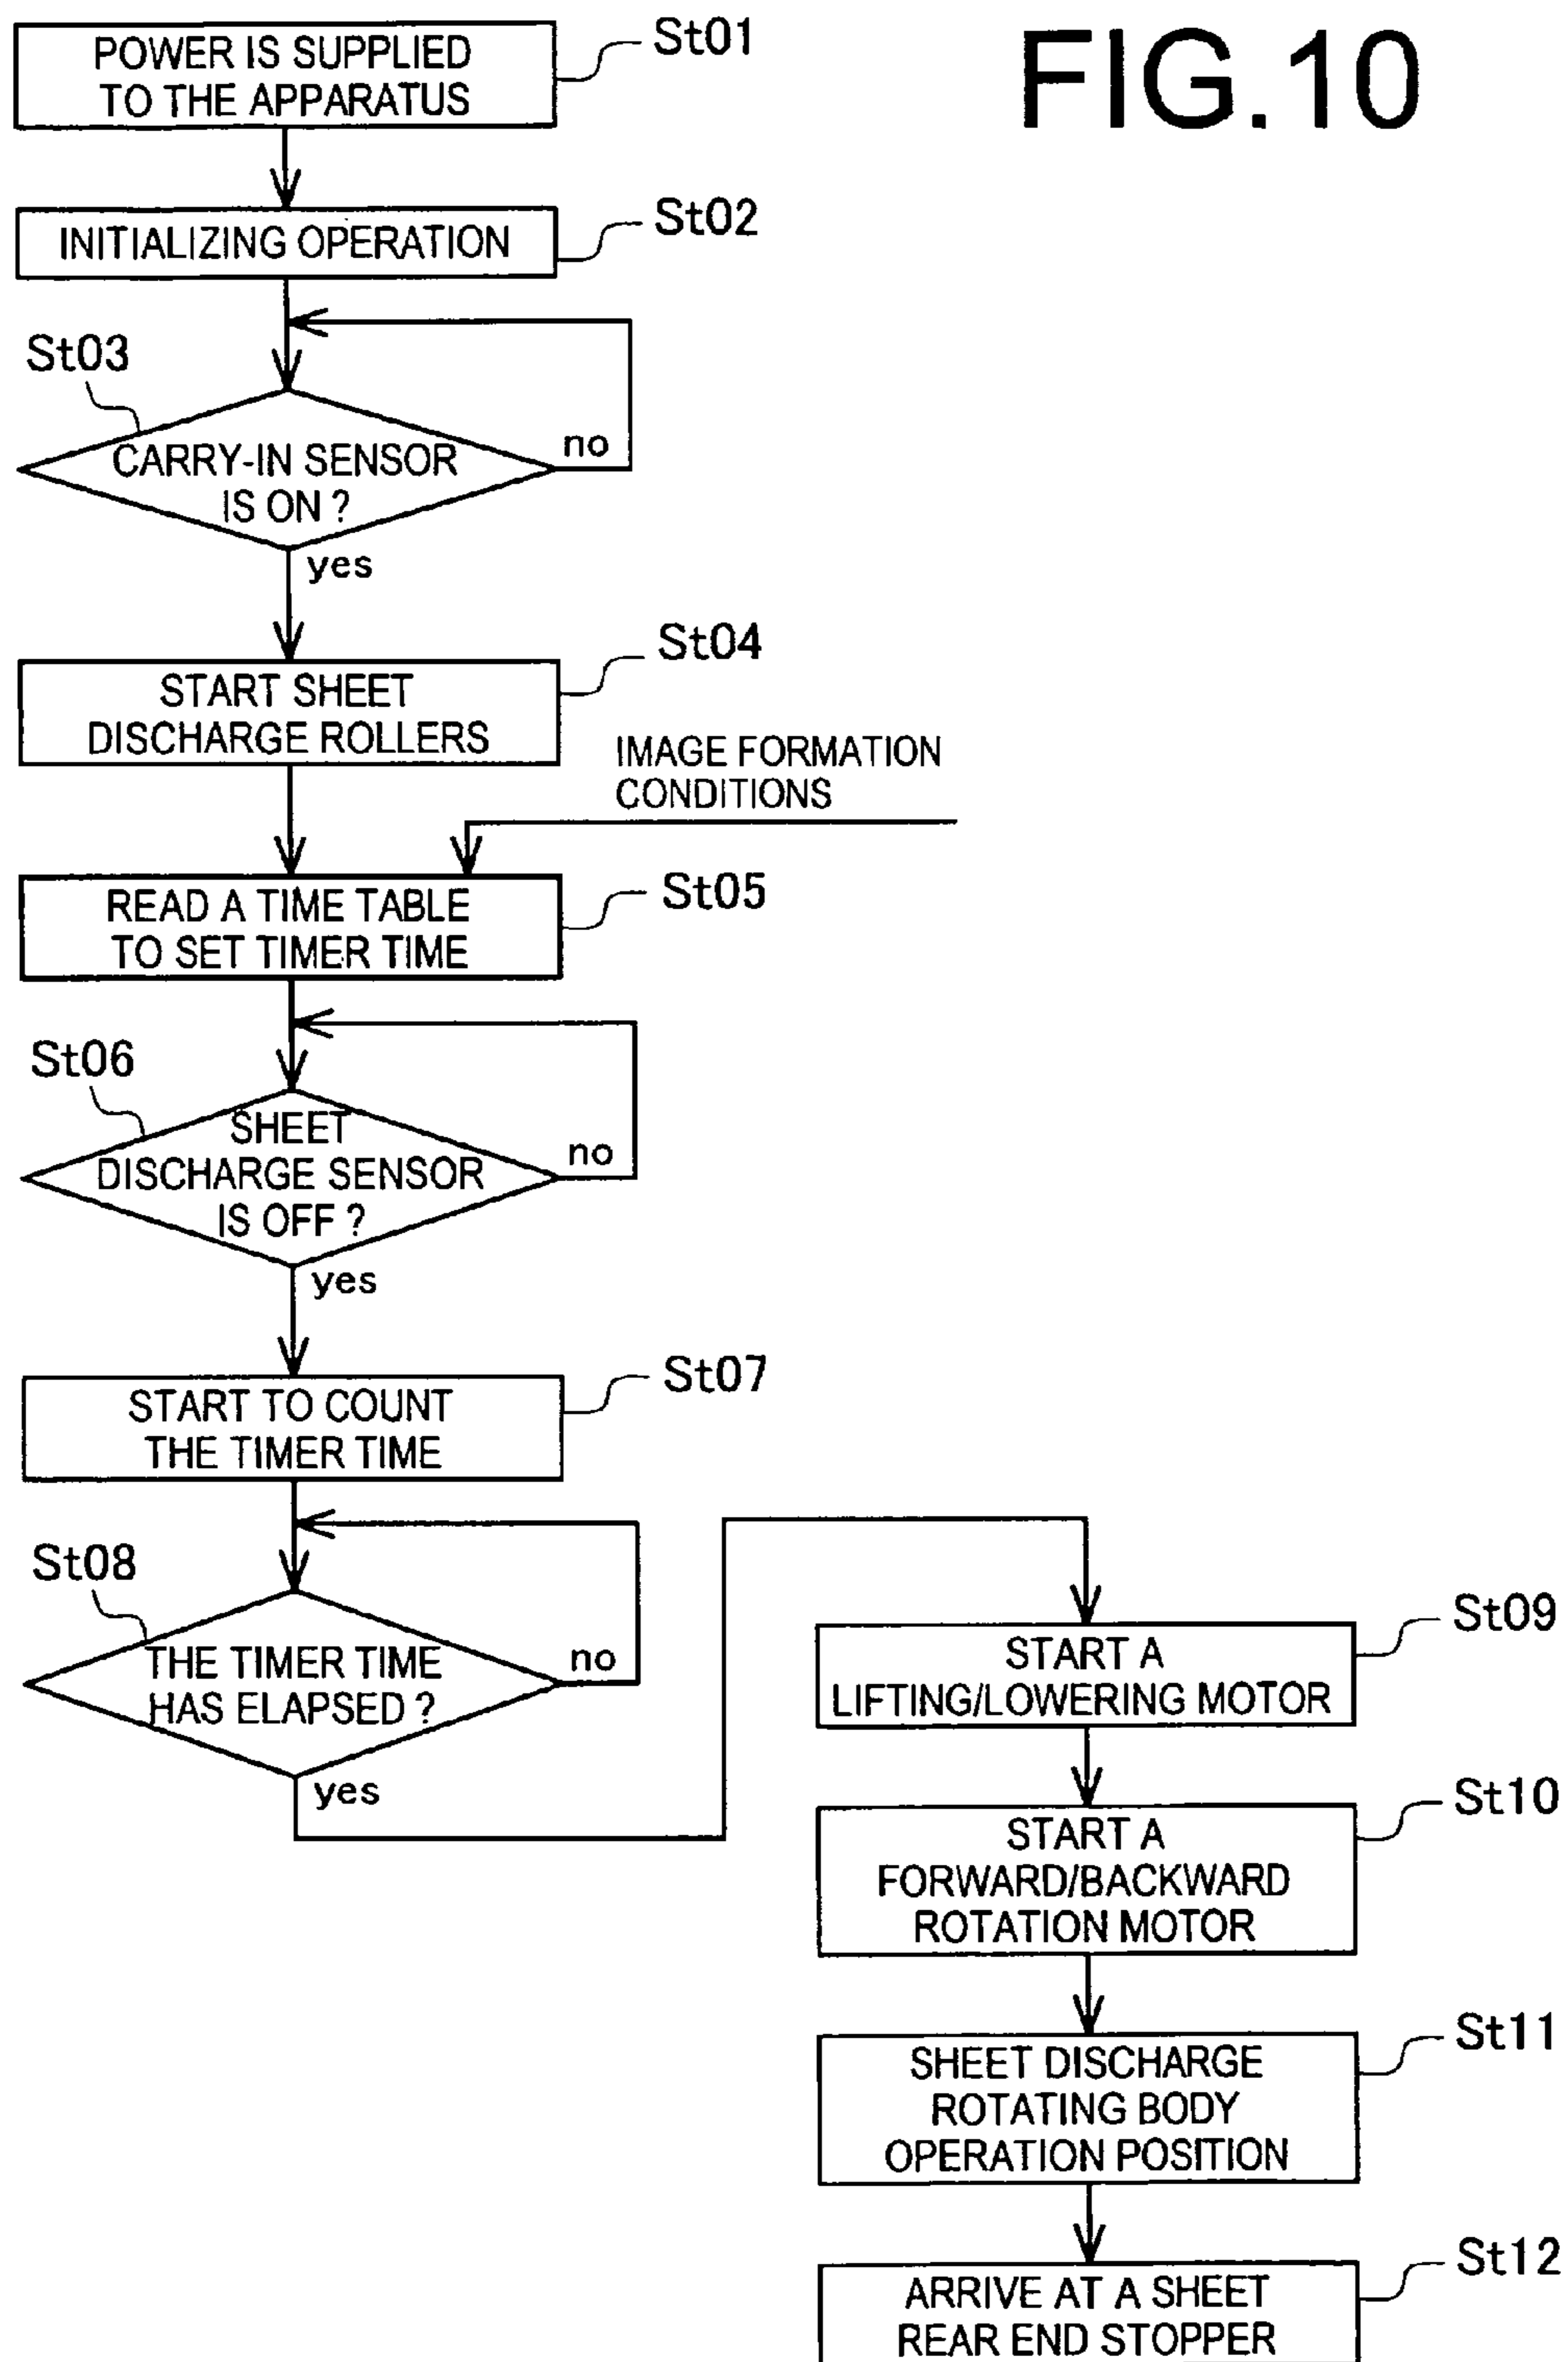 FIG.10
POWER IS SUPPLIED
TO THE APPARATUS
St01
INITIALIZING OPERATION
St02
St03
CARRY-IN SENSOR
IS ON ?
no
yes
START SHEET
DISCHARGE ROLLERS
St04
IMAGE FORMATION
CONDITIONS
READ A TIME TABLE
TO SET TIMER TIME
St05
St06
SHEET
DISCHARGE SENSOR
IS OFF ?
no
yes
START TO COUNT
THE TIMER TIME
St07
St08
THE TIMER TIME
HAS ELAPSED ?
no
yes
START A
LIFTING/LOWERING MOTOR
St09
START A
FORWARD/BACKWARD
ROTATION MOTOR
St10
SHEET DISCHARGE
ROTATING BODY
OPERATION POSITION
St11
ARRIVE AT A SHEET
REAR END STOPPER
St12